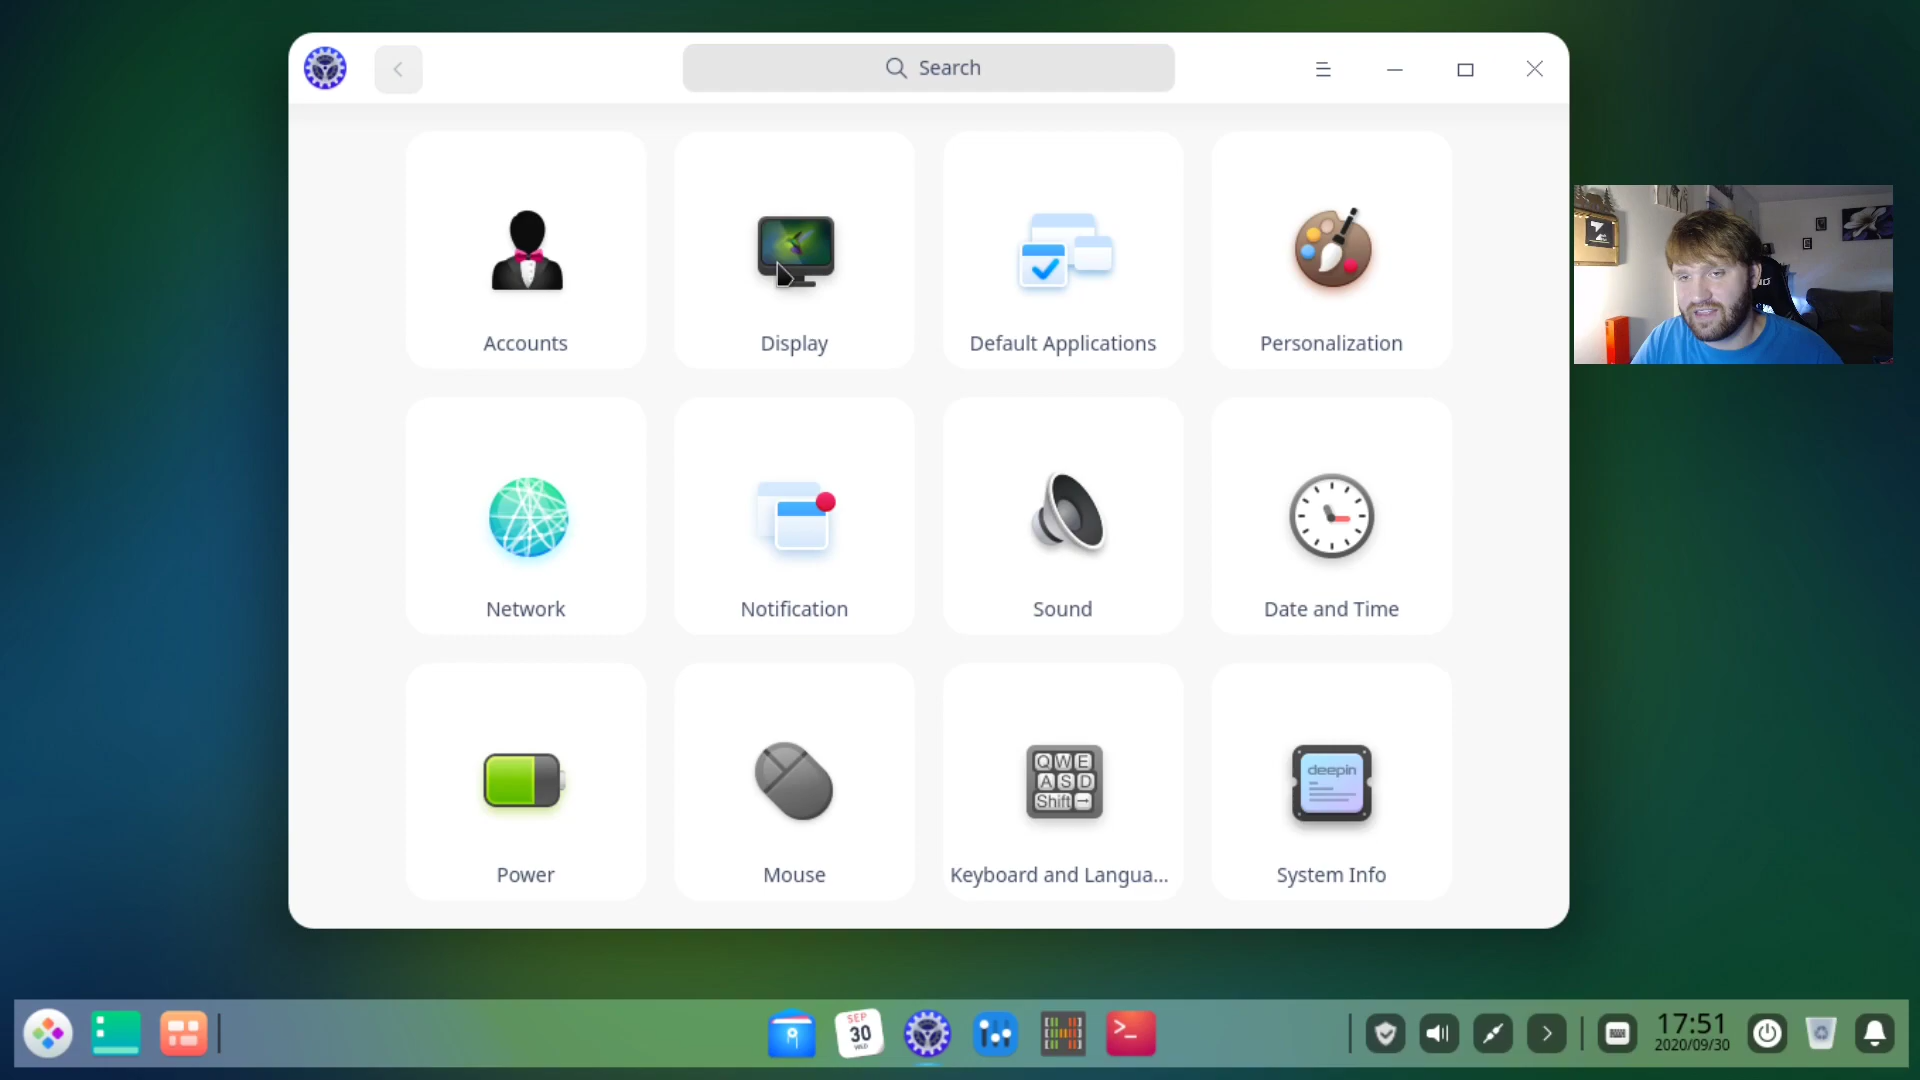 Search
Accounts
Display
Default Applications
Personalization
Network
Notification
Sound
Date and Time
QWE
ASD
Shift→
deepin
Power
Mouse
Keyboard and Langua...
System Info
SEP
30
WED
>_
17:51
2020/09/30